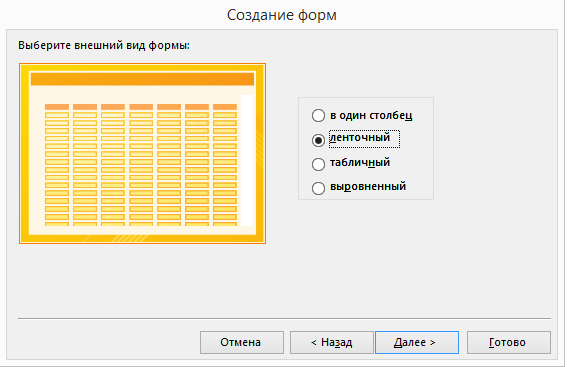 Создание форм
Выберите внешний вид формы:
в один столбец
ленточный
табличный
выровненный
Отмена
< Назад
Далее >
Готово